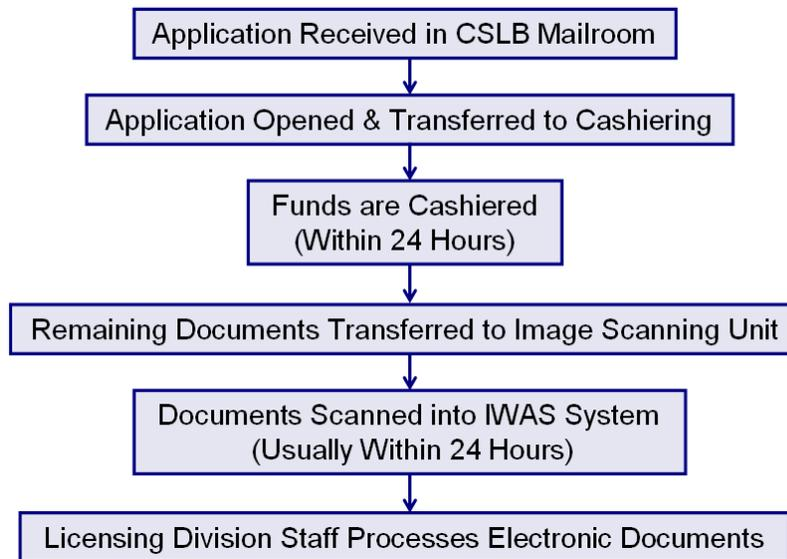 Application Received in CSLB Mailroom
Application Opened & Transferred to Cashiering
Funds are Cashiered
(Within 24 Hours)
Remaining Documents Transferred to Image Scanning Unit
Documents Scanned into IWAS System
(Usually Within 24 Hours)
Licensing Division Staff Processes Electronic Documents